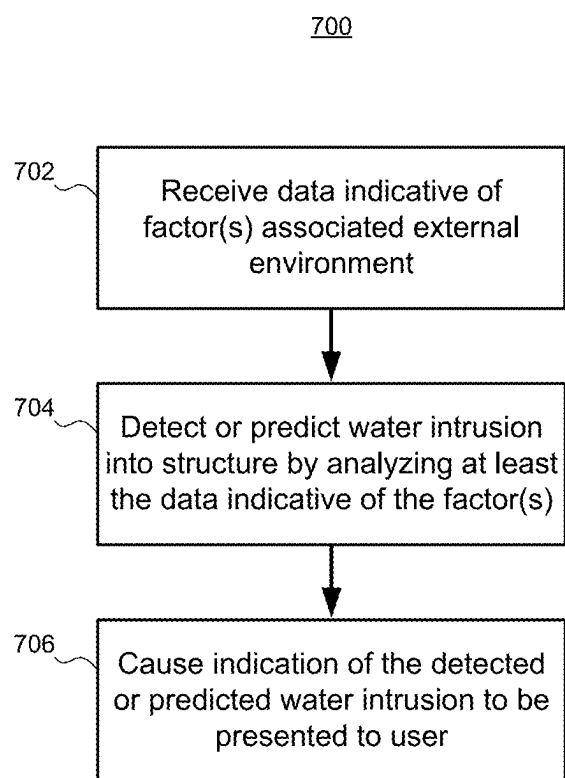 700
702
Receive data indicative of
factor(s) associated external
environment
704
Detect or predict water intrusion
into structure by analyzing at least
the data indicative of the factor(s)
706
Cause indication of the detected
or predicted water intrusion to be
presented to user